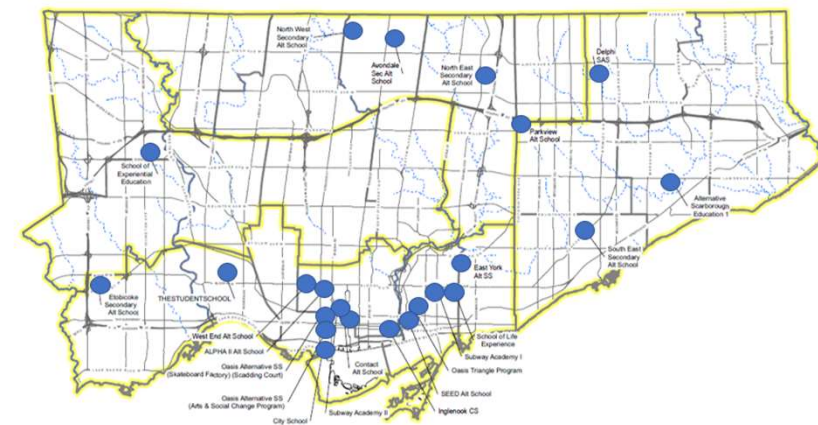 North West
Secondary
Alt School
Avondale
Sec Alt
School
North East
Secondary
Alt School
Delphi
SAS
Parkview
Alt School
School of
Experiential
Education
Alternative
Scarborough
Education 1
South East
Secondary
Alt School
East York
Alt SS
Etobicoke
Secondary
Alt School
THESTUDENTSCHOOL
West End Alt School
ALPHA II Alt School
Oasis Alternative SS
(Skateboard Factory) (Scadding Court)
Oasis Alternative SS
(Arts & Social Change Program)
City School
Subway Academy II
Contact
Alt School
School of Life
Experience
Subway Academy I
Oasis Triangle Program
SEED Alt School
Inglenook CS